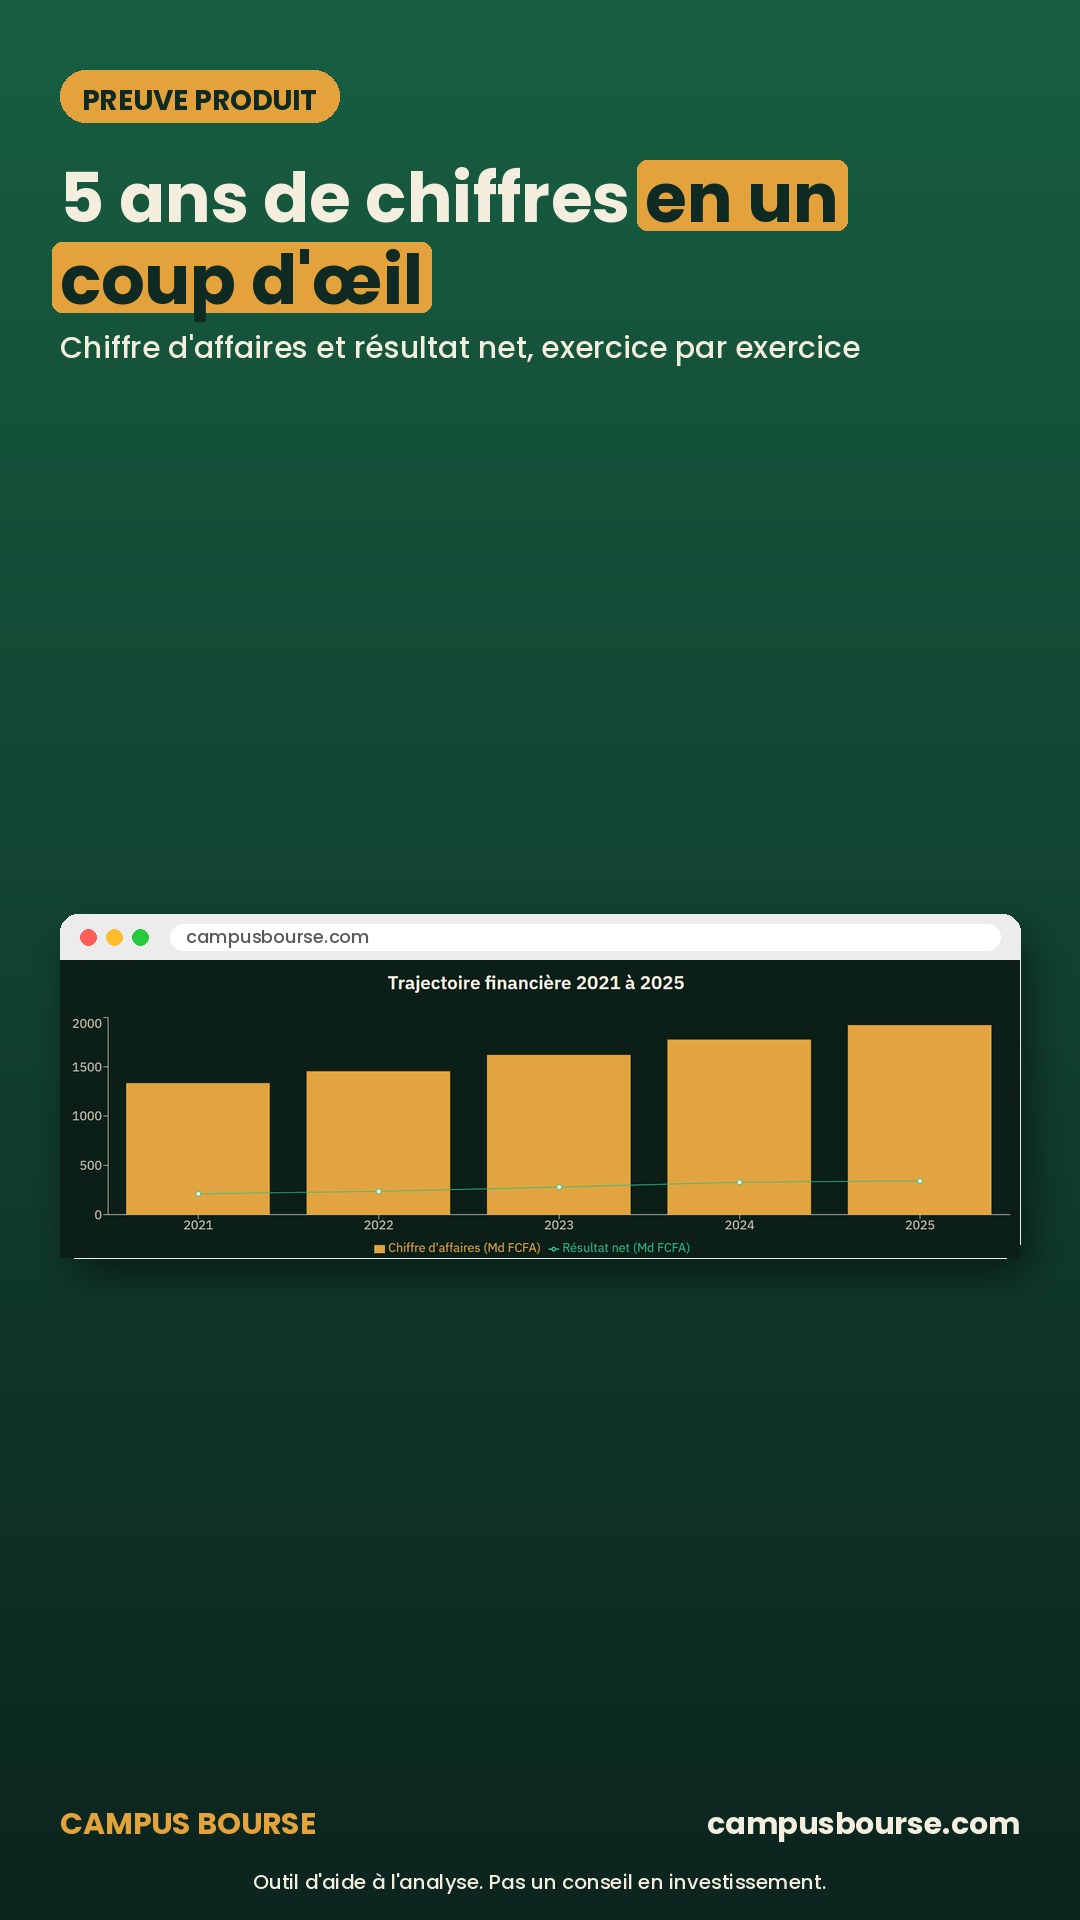 PREUVE PRODUIT
5 ans de chiffres en un
coup d'œil
Chiffre d'affaires et résultat net, exercice par exercice
campusbourse.com
Trajectoire financière 2021 à 2025
2000
1500
1000
500
0
2021 2022 2023 2024 2025
Chiffre d'affaires (Md FCFA) Résultat net (Md FCFA)
CAMPUS BOURSE campusbourse.com
Outil d'aide à l'analyse. Pas un conseil en investissement.